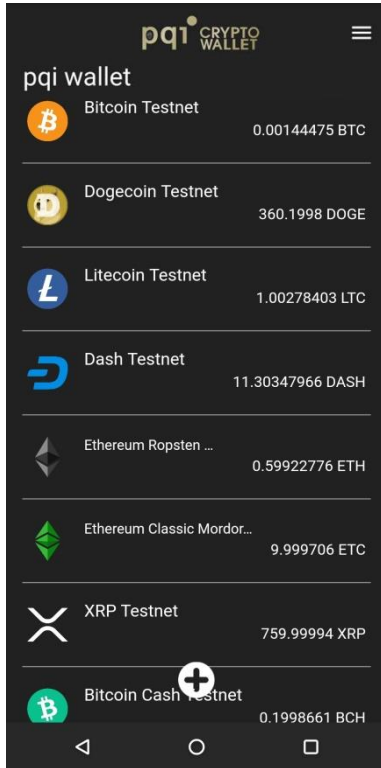 pqi CRYPTO
WALLET
pqi wallet
Bitcoin Testnet
0.00144475 BTC
Dogecoin Testnet
360.1998 DOGE
Litecoin Testnet
1.00278403 LTC
Dash Testnet
11.30347966 DASH
Ethereum Ropsten ...
0.59922776 ETH
Ethereum Classic Mordor...
9.999706 ETC
XRP Testnet
759.99994 XRP
Bitcoin Cash Testnet
0.1998661 BCH